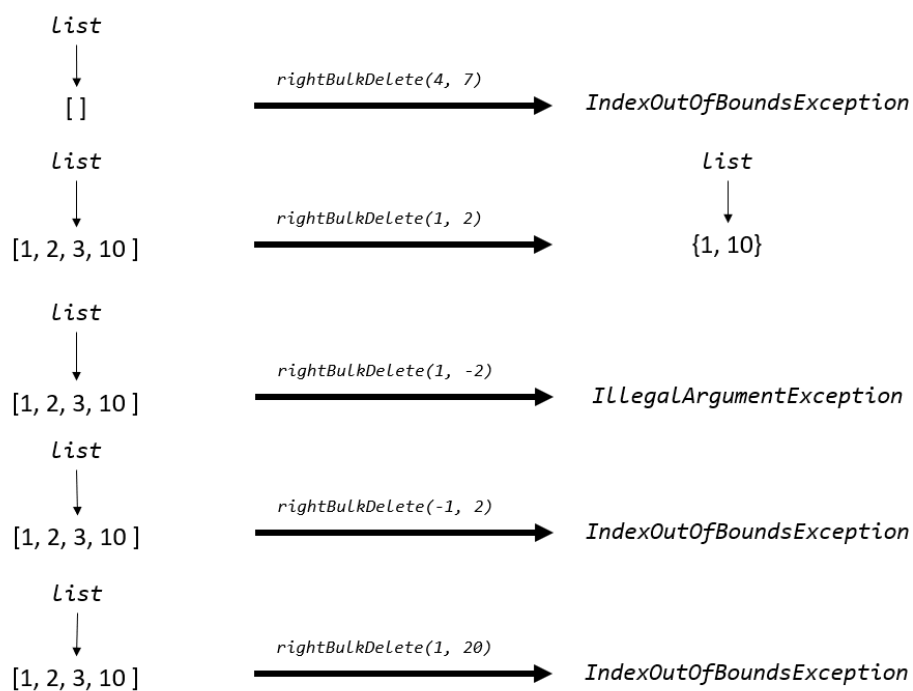 list
rightBulkDelete(4, 7)
[ ]
IndexOutOfBoundsException
list
list
rightBulkDelete(1, 2)
[1, 2, 3, 10 ]
{1, 10}
list
rightBulkDelete(1, -2)
[1, 2, 3, 10 ]
IllegalArgumentException
list
rightBulkDelete(-1, 2)
[1, 2, 3, 10 ]
IndexOutOfBoundsException
list
rightBulkDelete(1, 20)
[1, 2, 3, 10 ]
IndexOutOfBoundsException